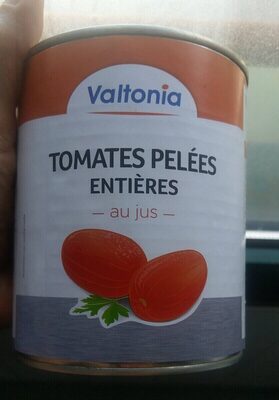 Valtonia
TOMATES PELÉES
ENTIÈRES
- au jus -